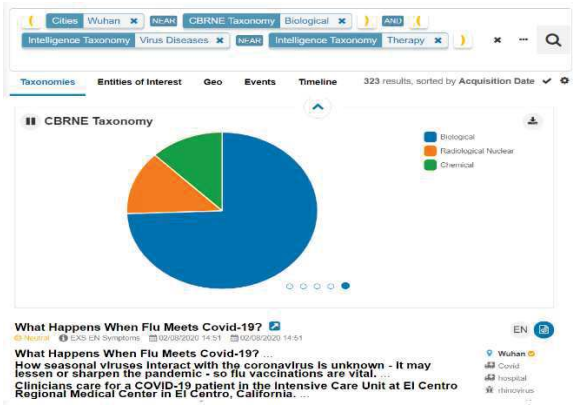 ( Cities Wuhan × NEAR CBRNE Taxonomy Biological × ) AND (
Intelligence Taxonomy Virus Diseases × NEAR Intelligence Taxonomy Therapy × )
Taxonomies Entities of Interest Geo Events Timeline 323 results, sorted by Acquisition Date
CBRNE Taxonomy
Biological
Radiological Nuclear
Chemical
What Happens When Flu Meets Covid-19?
Neutral EXS EN Symptoms 02/08/2020 14:51 02/08/2020 14:51
EN
What Happens When Flu Meets Covid-19? ...
How seasonal viruses interact with the coronavirus is unknown - it may
lessen or sharpen the pandemic - so flu vaccinations are vital. ...
Clinicians care for a COVID-19 patient in the Intensive Care Unit at El Centro
Regional Medical Center in El Centro, California. ...
Wuhan
Covid
hospital
rhinovirus